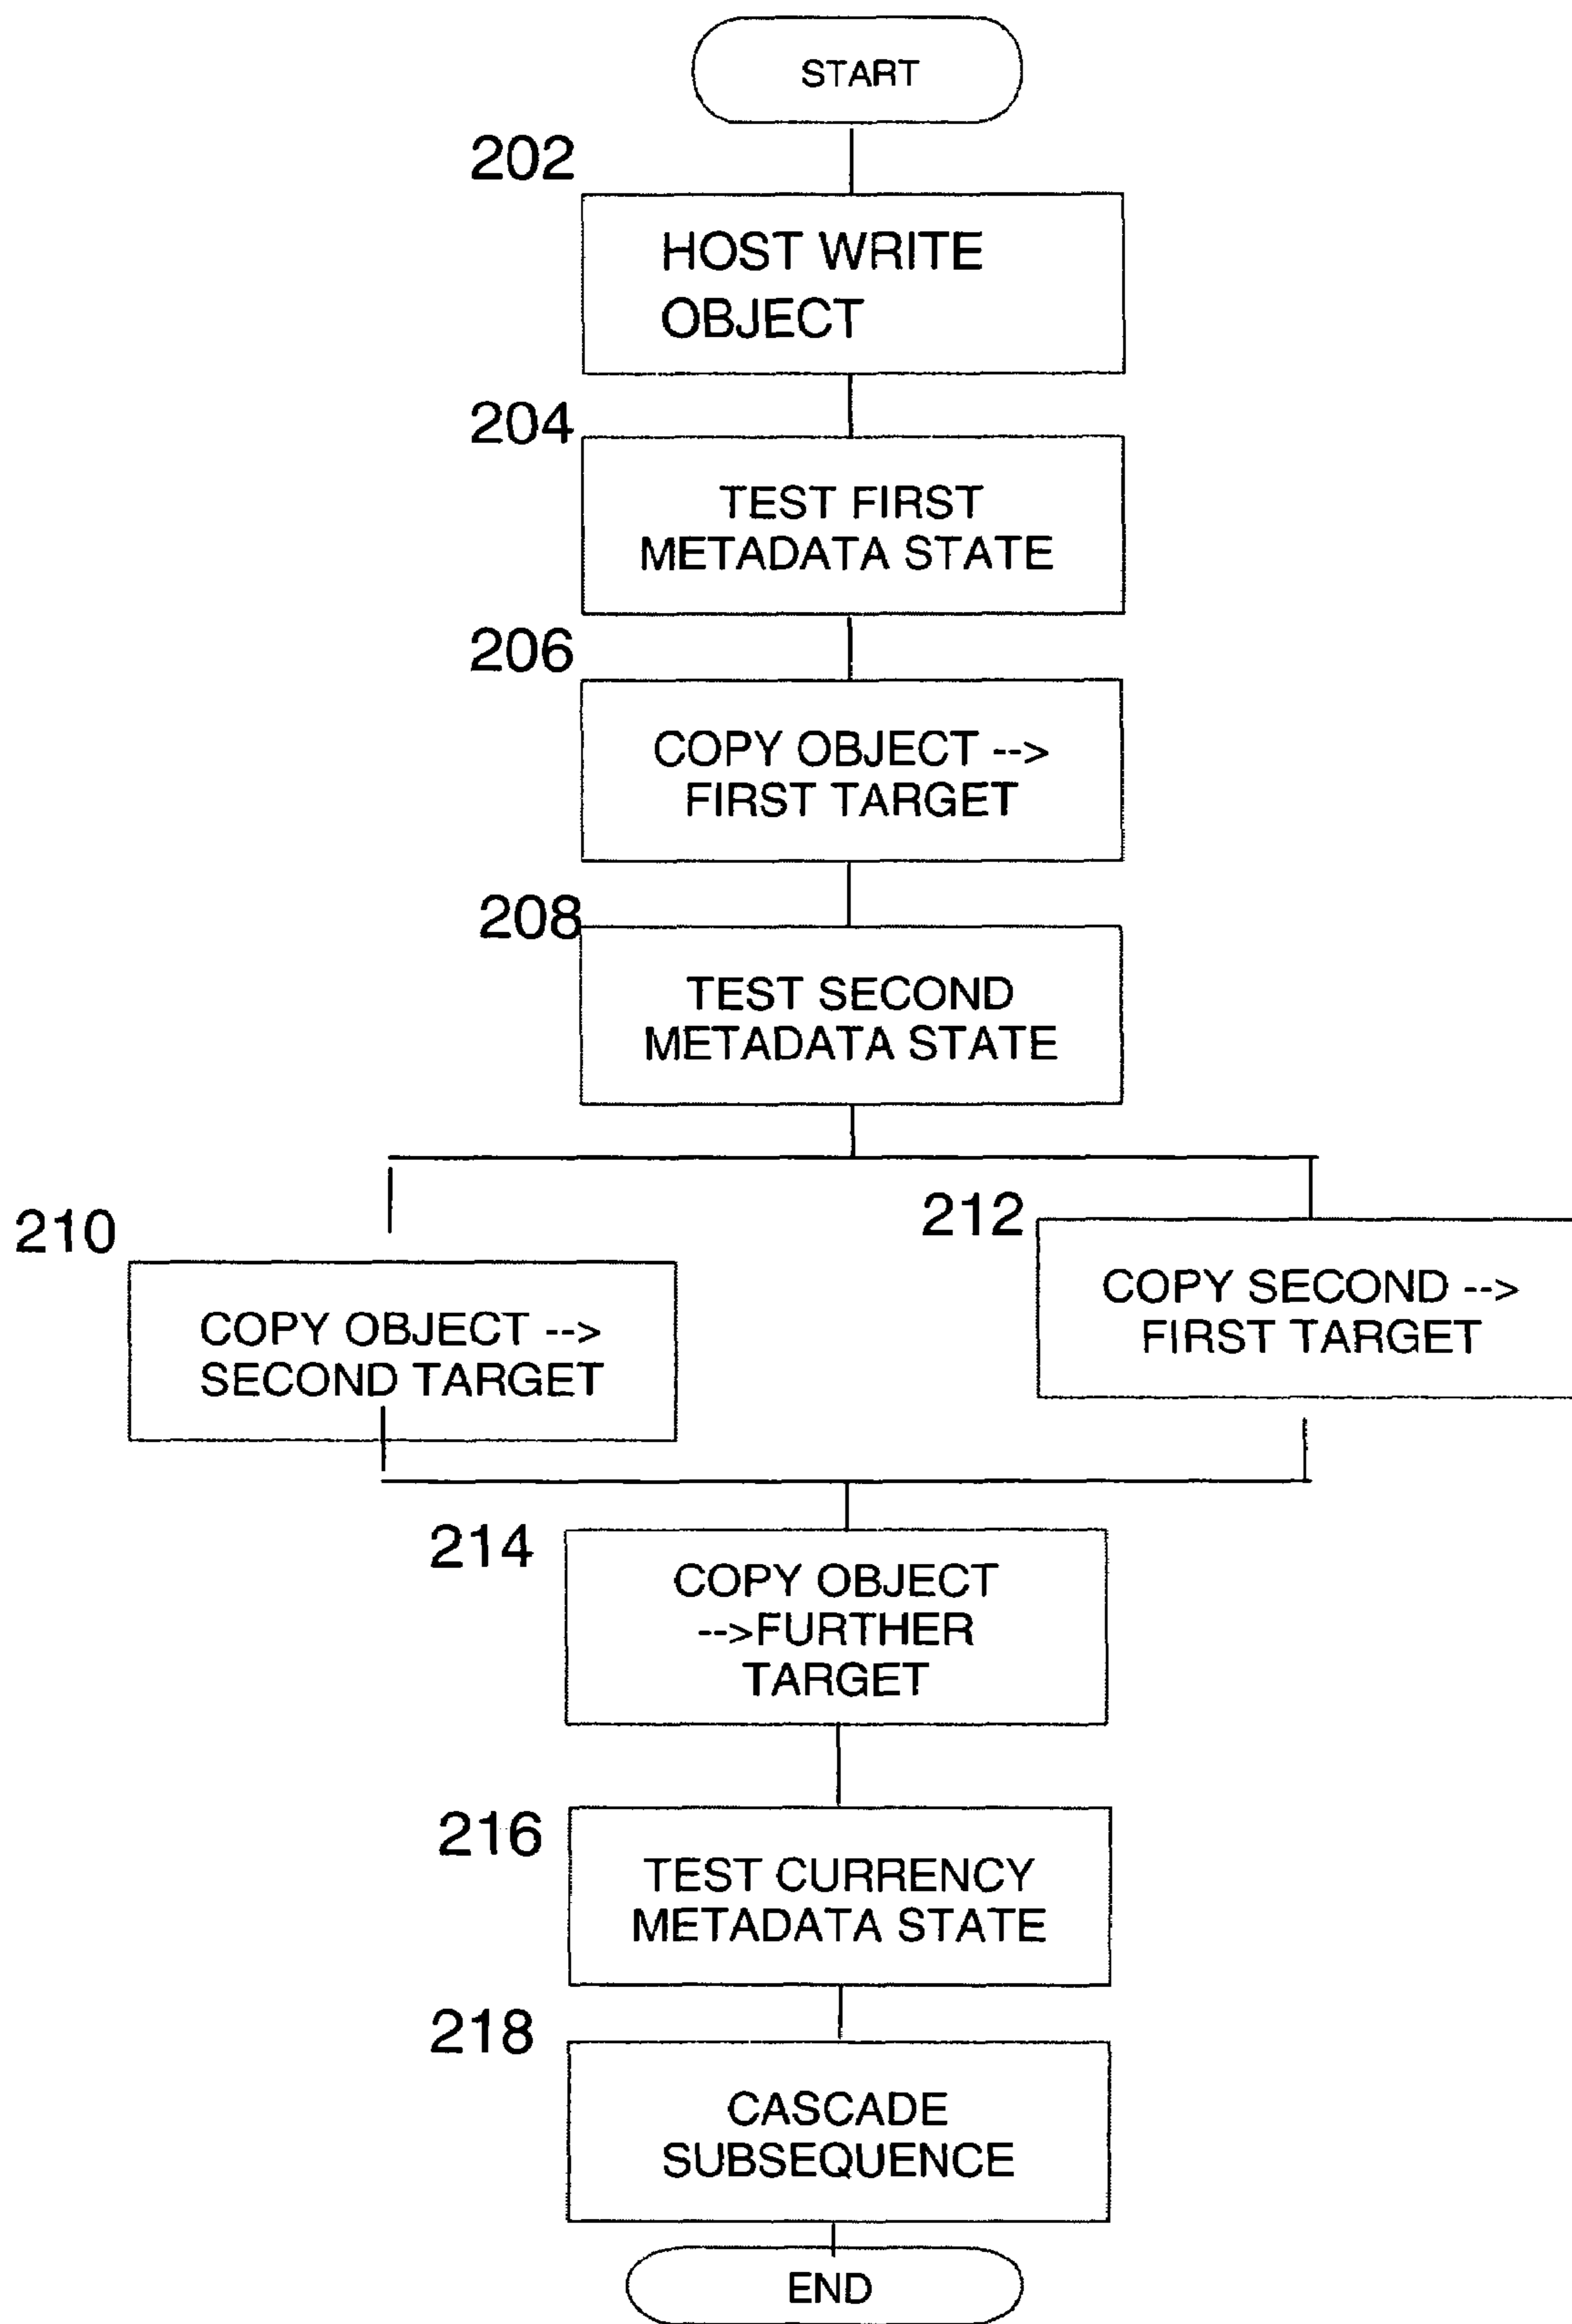 START
202
HOST WRITE
OBJECT
204
TEST FIRST
METADATA STATE
206
COPY OBJECT -->
FIRST TARGET
208
TEST SECOND
METADATA STATE
210
COPY OBJECT -->
SECOND TARGET
212
COPY SECOND -->
FIRST TARGET
214
COPY OBJECT
-->FURTHER
TARGET
216
TEST CURRENCY
METADATA STATE
218
CASCADE
SUBSEQUENCE
END